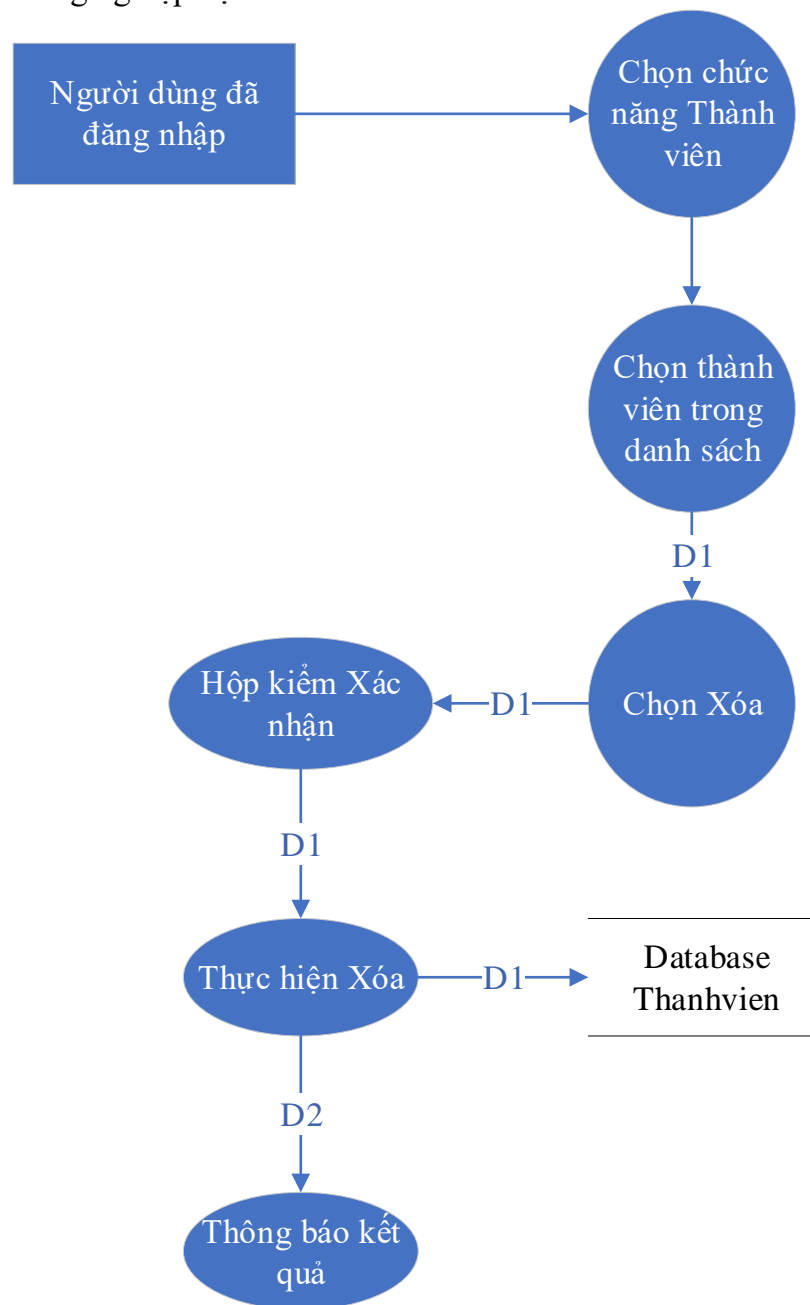 Người dùng đã
đăng nhập
Chọn chức
năng Thành
viên
Chọn thành
viên trong
danh sách
D1
Chọn Xóa
D1
Hộp kiểm Xác
nhận
D1
Thực hiện Xóa
D1
Database
Thanhvien
D2
Thông báo kết
quả